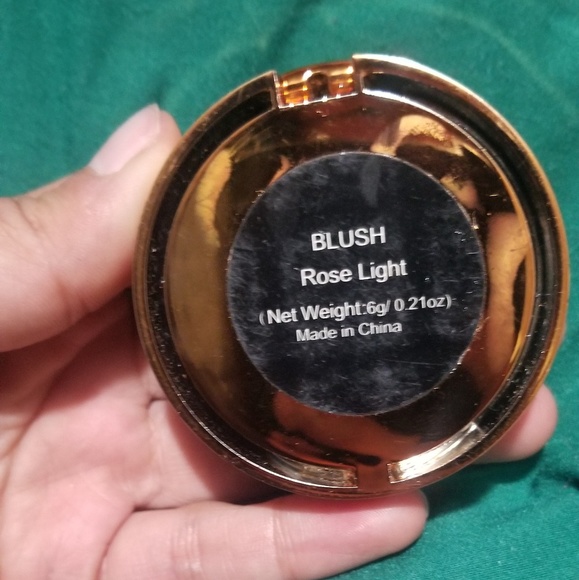 BLUSH
Rose Light
(Net Weight:6g/ 0.21oz)
Made in China